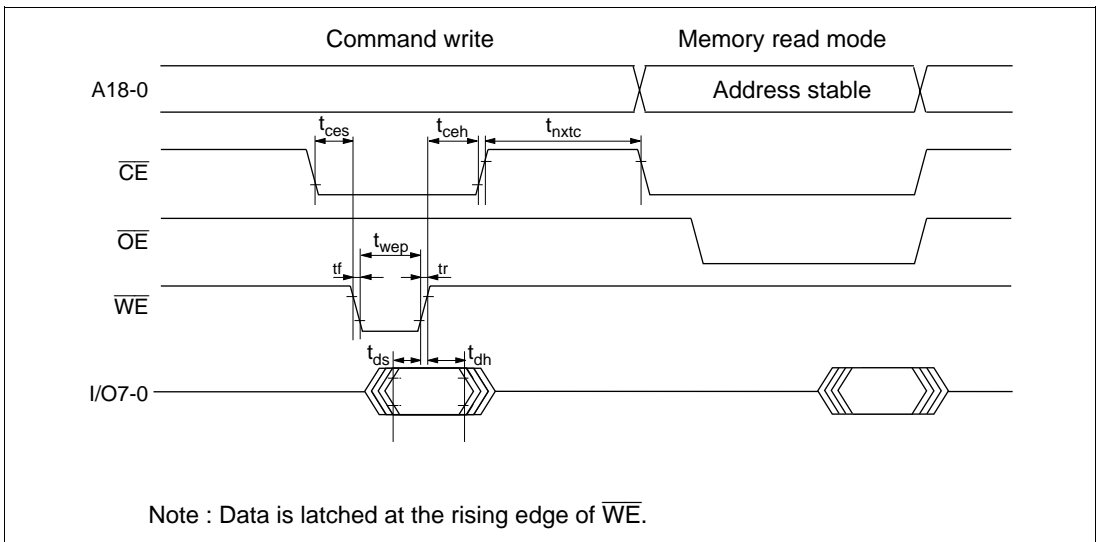 Command write Memory read mode
A18-0 Address stable
tces tceh tnxtc
CE
OE
twep
tf tr
WE
tds tdh
I/O7-0
Note : Data is latched at the rising edge of WE.